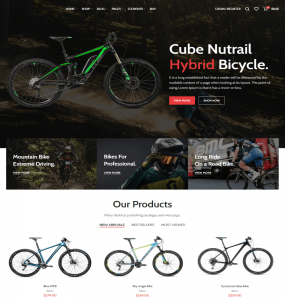 HOME SHOP BLOG PAGES ELEMENTS BUY
LOGIN / REGISTER
Cube Nutrail
Hybrid Bicycle.
It is a long established fact that a reader will be distracted by the
readable content of a page when looking at its layout. The point of
using Lorem Ipsum is that it has a more-or-less
VIEW MORE
SHOP NOW
Mountain Bike
Extreme Driving.
VIEW MORE
Bikes For
Professional.
VIEW MORE
Long Ride
On a Road Bike.
VIEW MORE
Our Products
NEW ARRIVALS BESTSELLERS MOST VIEWED